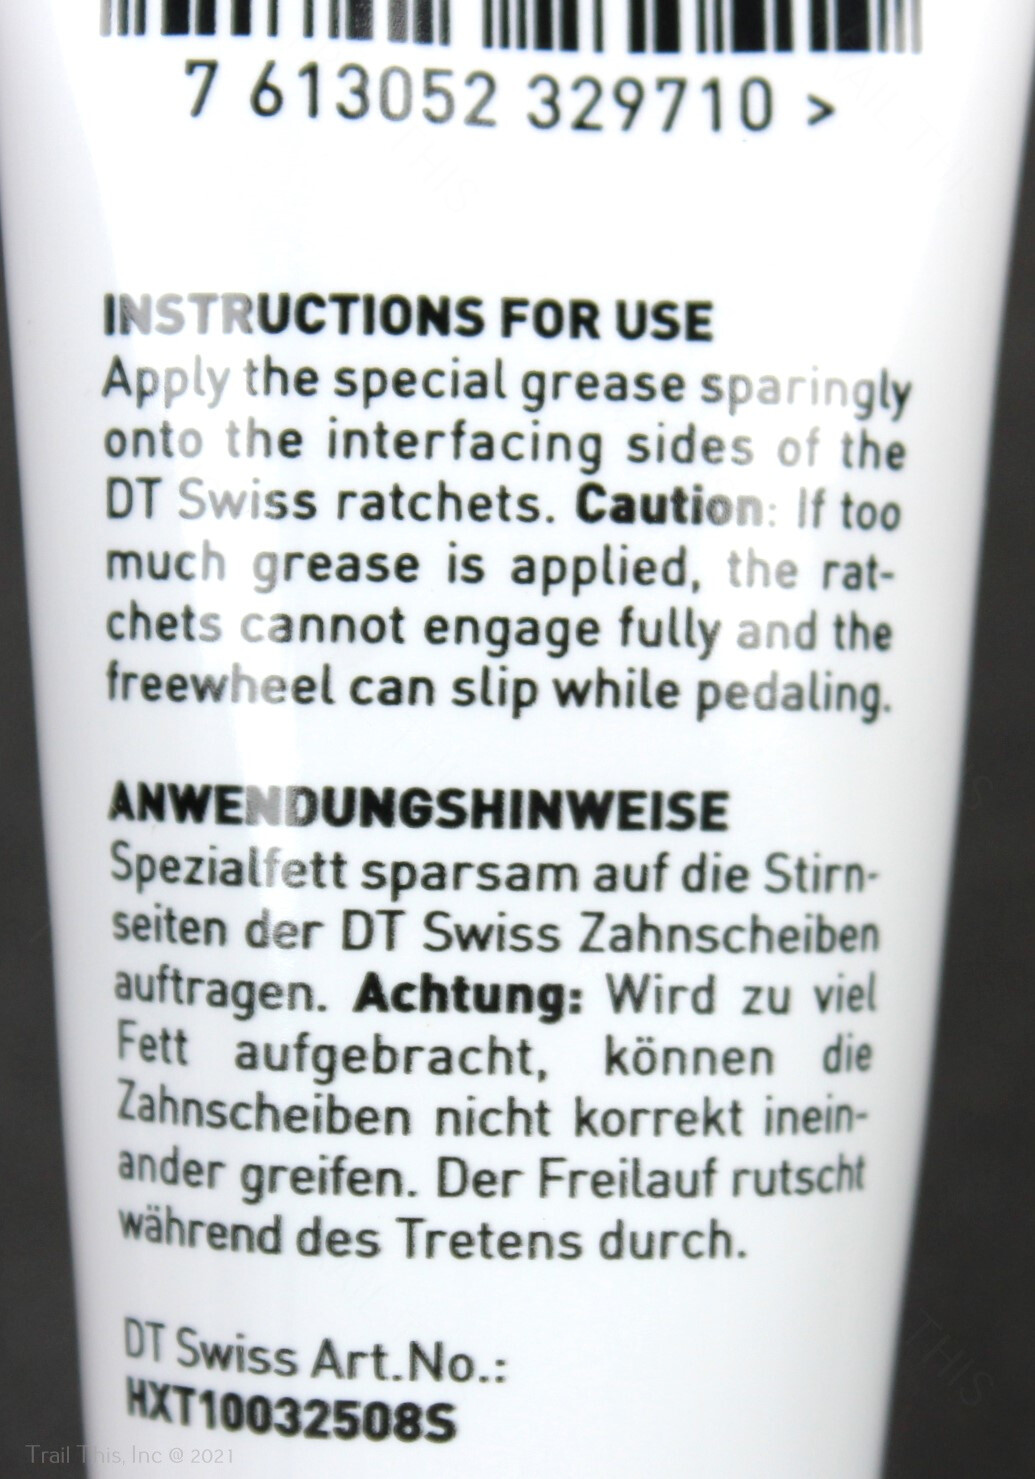 7 613052 329710 >
INSTRUCTIONS FOR USE
Apply the special grease sparingly
onto the interfacing sides of the
DT Swiss ratchets. Caution: If too
much grease is applied, the rat-
chets cannot engage fully and the
freewheel can slip while pedaling.
ANWENDUNGSHINWEISE
Spezialfett sparsam auf die Stirn-
seiten der DT Swiss Zahnscheiben
auftragen. Achtung: Wird zu viel
Fett aufgebracht, können die
Zahnscheiben nicht korrekt inein-
ander greifen. Der Freilauf rutscht
während des Tretens durch.
DT Swiss Art.No.:
HXT10032508S
Trail This, Inc @ 2021